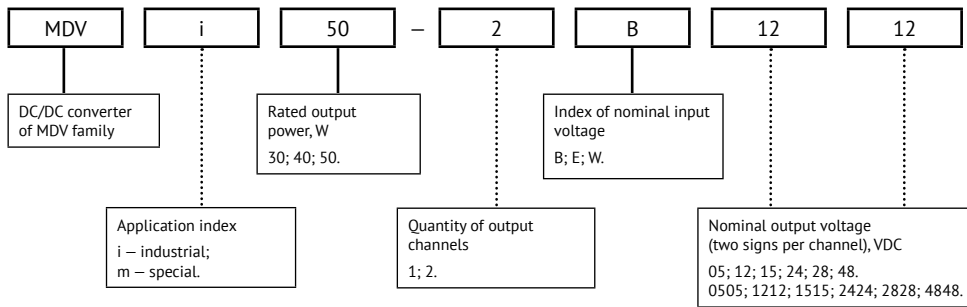 MDV i 50 – 2 B 12 12
DC/DC converter
of MDV family
Rated output
power, W
30; 40; 50.
Index of nominal input
voltage
B; E; W.
Application index
i – industrial;
m – special.
Quantity of output
channels
1; 2.
Nominal output voltage
(two signs per channel), VDC
05; 12; 15; 24; 28; 48.
0505; 1212; 1515; 2424; 2828; 4848.